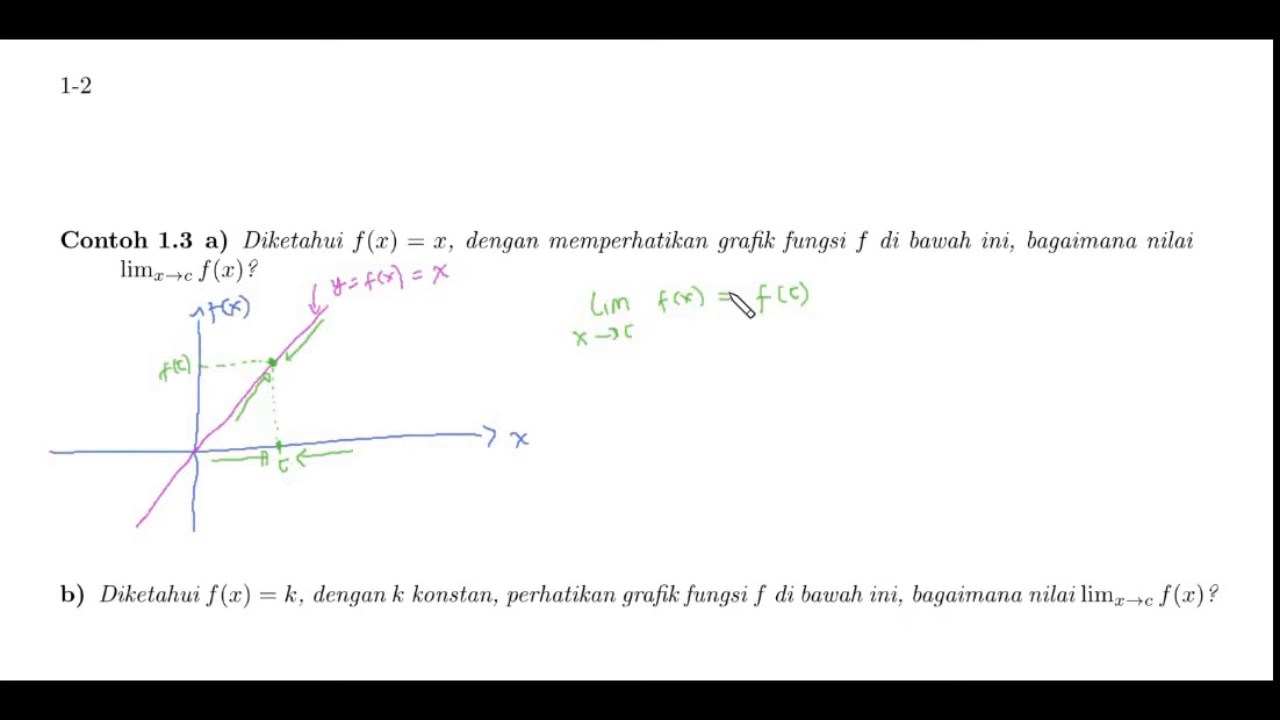 1-2
Contoh 1.3 a) Diketahui f(x) = x, dengan memperhatikan grafik fungsi f di bawah ini, bagaimana nilai
lim_{x→c} f(x)?
y = f(x) = x
f(x)
lim f(x) = f(c)
x → c
f(c)
x
c
b) Diketahui f(x) = k, dengan k konstan, perhatikan grafik fungsi f di bawah ini, bagaimana nilai lim_{x→c} f(x)?